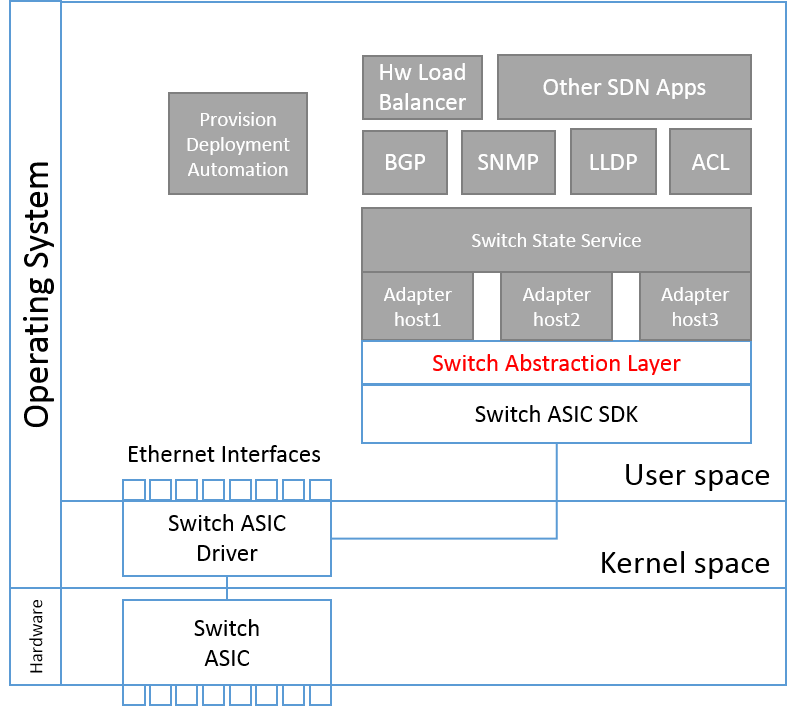 Operating System
Hw Load
Balancer
Other SDN Apps
Provision
Deployment
Automation
BGP
SNMP
LLDP
ACL
Switch State Service
Adapter
host1
Adapter
host2
Adapter
host3
Switch Abstraction Layer
Switch ASIC SDK
Ethernet Interfaces
User space
Switch ASIC
Driver
Kernel space
Hardware
Switch
ASIC